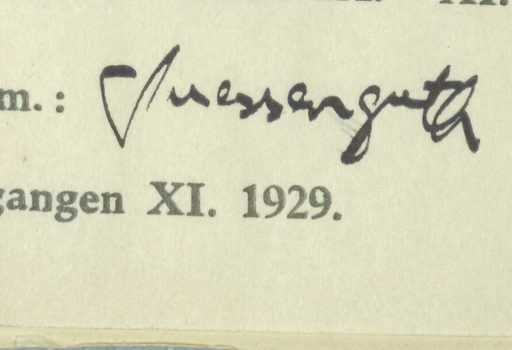 m.: Suessenguth
gangen XI. 1929.